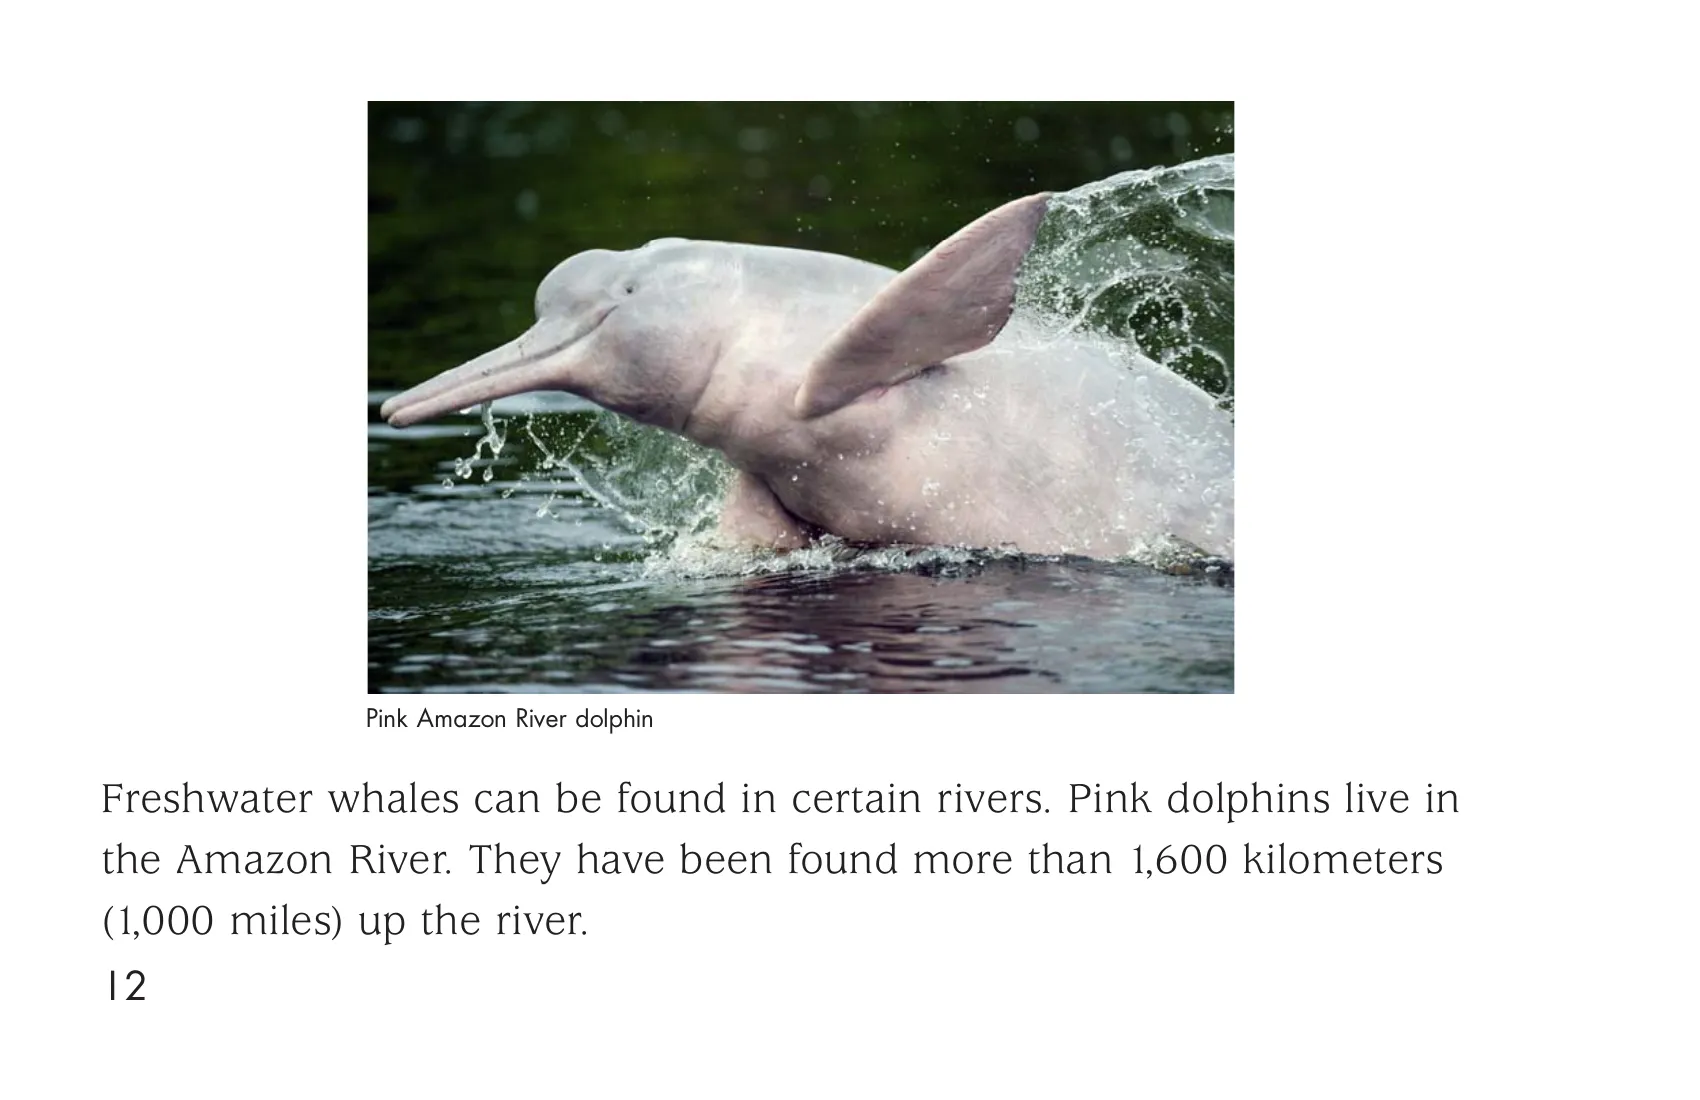 Pink Amazon River dolphin
Freshwater whales can be found in certain rivers. Pink dolphins live in
the Amazon River. They have been found more than 1,600 kilometers
(1,000 miles) up the river.
12